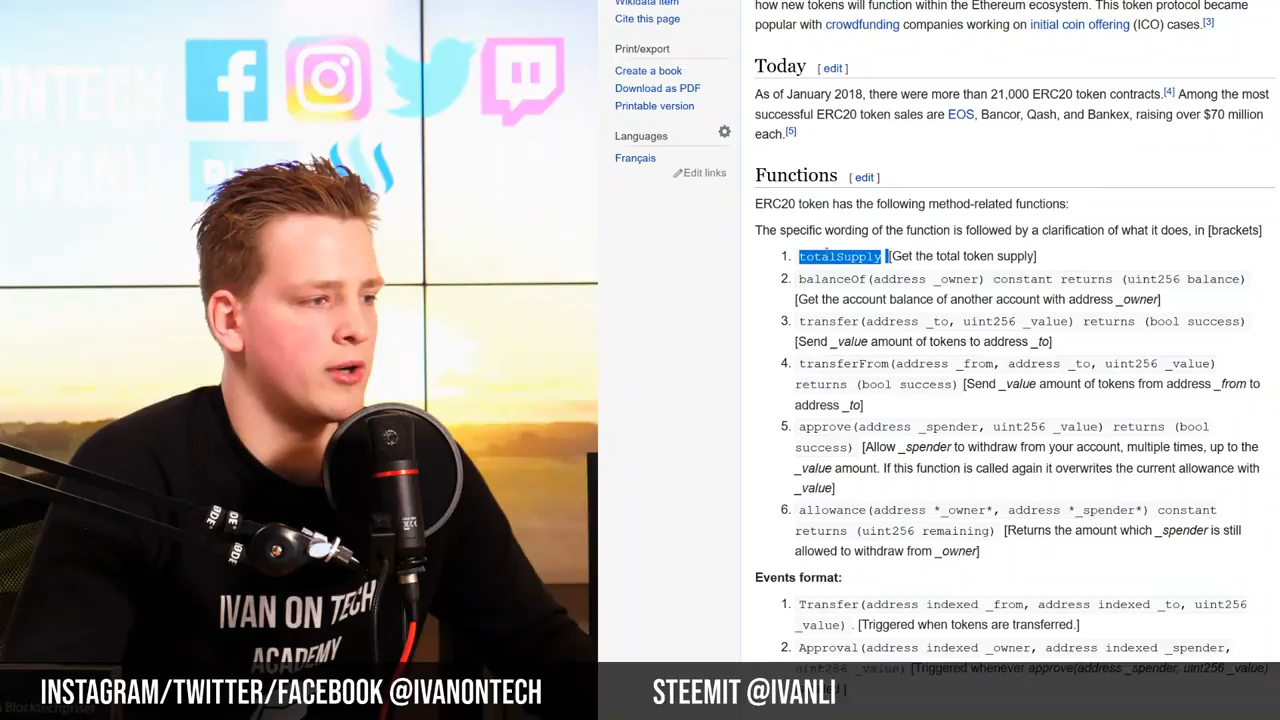 ONTECH
Wikidata item
Cite this page
Print/export
Create a book
Download as PDF
Printable version
Languages
Français
Edit links
how new tokens will function within the Ethereum ecosystem. This token protocol became
popular with crowdfunding companies working on initial coin offering (ICO) cases.[3]
Today [ edit ]
As of January 2018, there were more than 21,000 ERC20 token contracts.[4] Among the most
successful ERC20 token sales are EOS, Bancor, Qash, and Bankex, raising over $70 million
each.[5]
Functions [ edit ]
ERC20 token has the following method-related functions:
The specific wording of the function is followed by a clarification of what it does, in [brackets]
1. totalSupply [Get the total token supply]
2. balanceOf(address _owner) constant returns (uint256 balance)
[Get the account balance of another account with address _owner]
3. transfer(address _to, uint256 _value) returns (bool success)
[Send _value amount of tokens to address _to]
4. transferFrom(address _from, address _to, uint256 _value)
returns (bool success) [Send _value amount of tokens from address _from to
address _to]
5. approve(address _spender, uint256 _value) returns (bool
success) [Allow _spender to withdraw from your account, multiple times, up to the
_value amount. If this function is called again it overwrites the current allowance with
_value]
6. allowance(address *_owner*, address *_spender*) constant
returns (uint256 remaining) [Returns the amount which _spender is still
allowed to withdraw from _owner]
Events format:
1. Transfer(address indexed _from, address indexed _to, uint256
_value) . [Triggered when tokens are transferred.]
2. Approval(address indexed _owner, address indexed _spender,
uint256 _value) [Triggered whenever approve(address _spender, uint256 _value)
IVAN ON TECH
ACADEMY
INSTAGRAM/TWITTER/FACEBOOK @IVANONTECH
STEEMIT @IVANLI